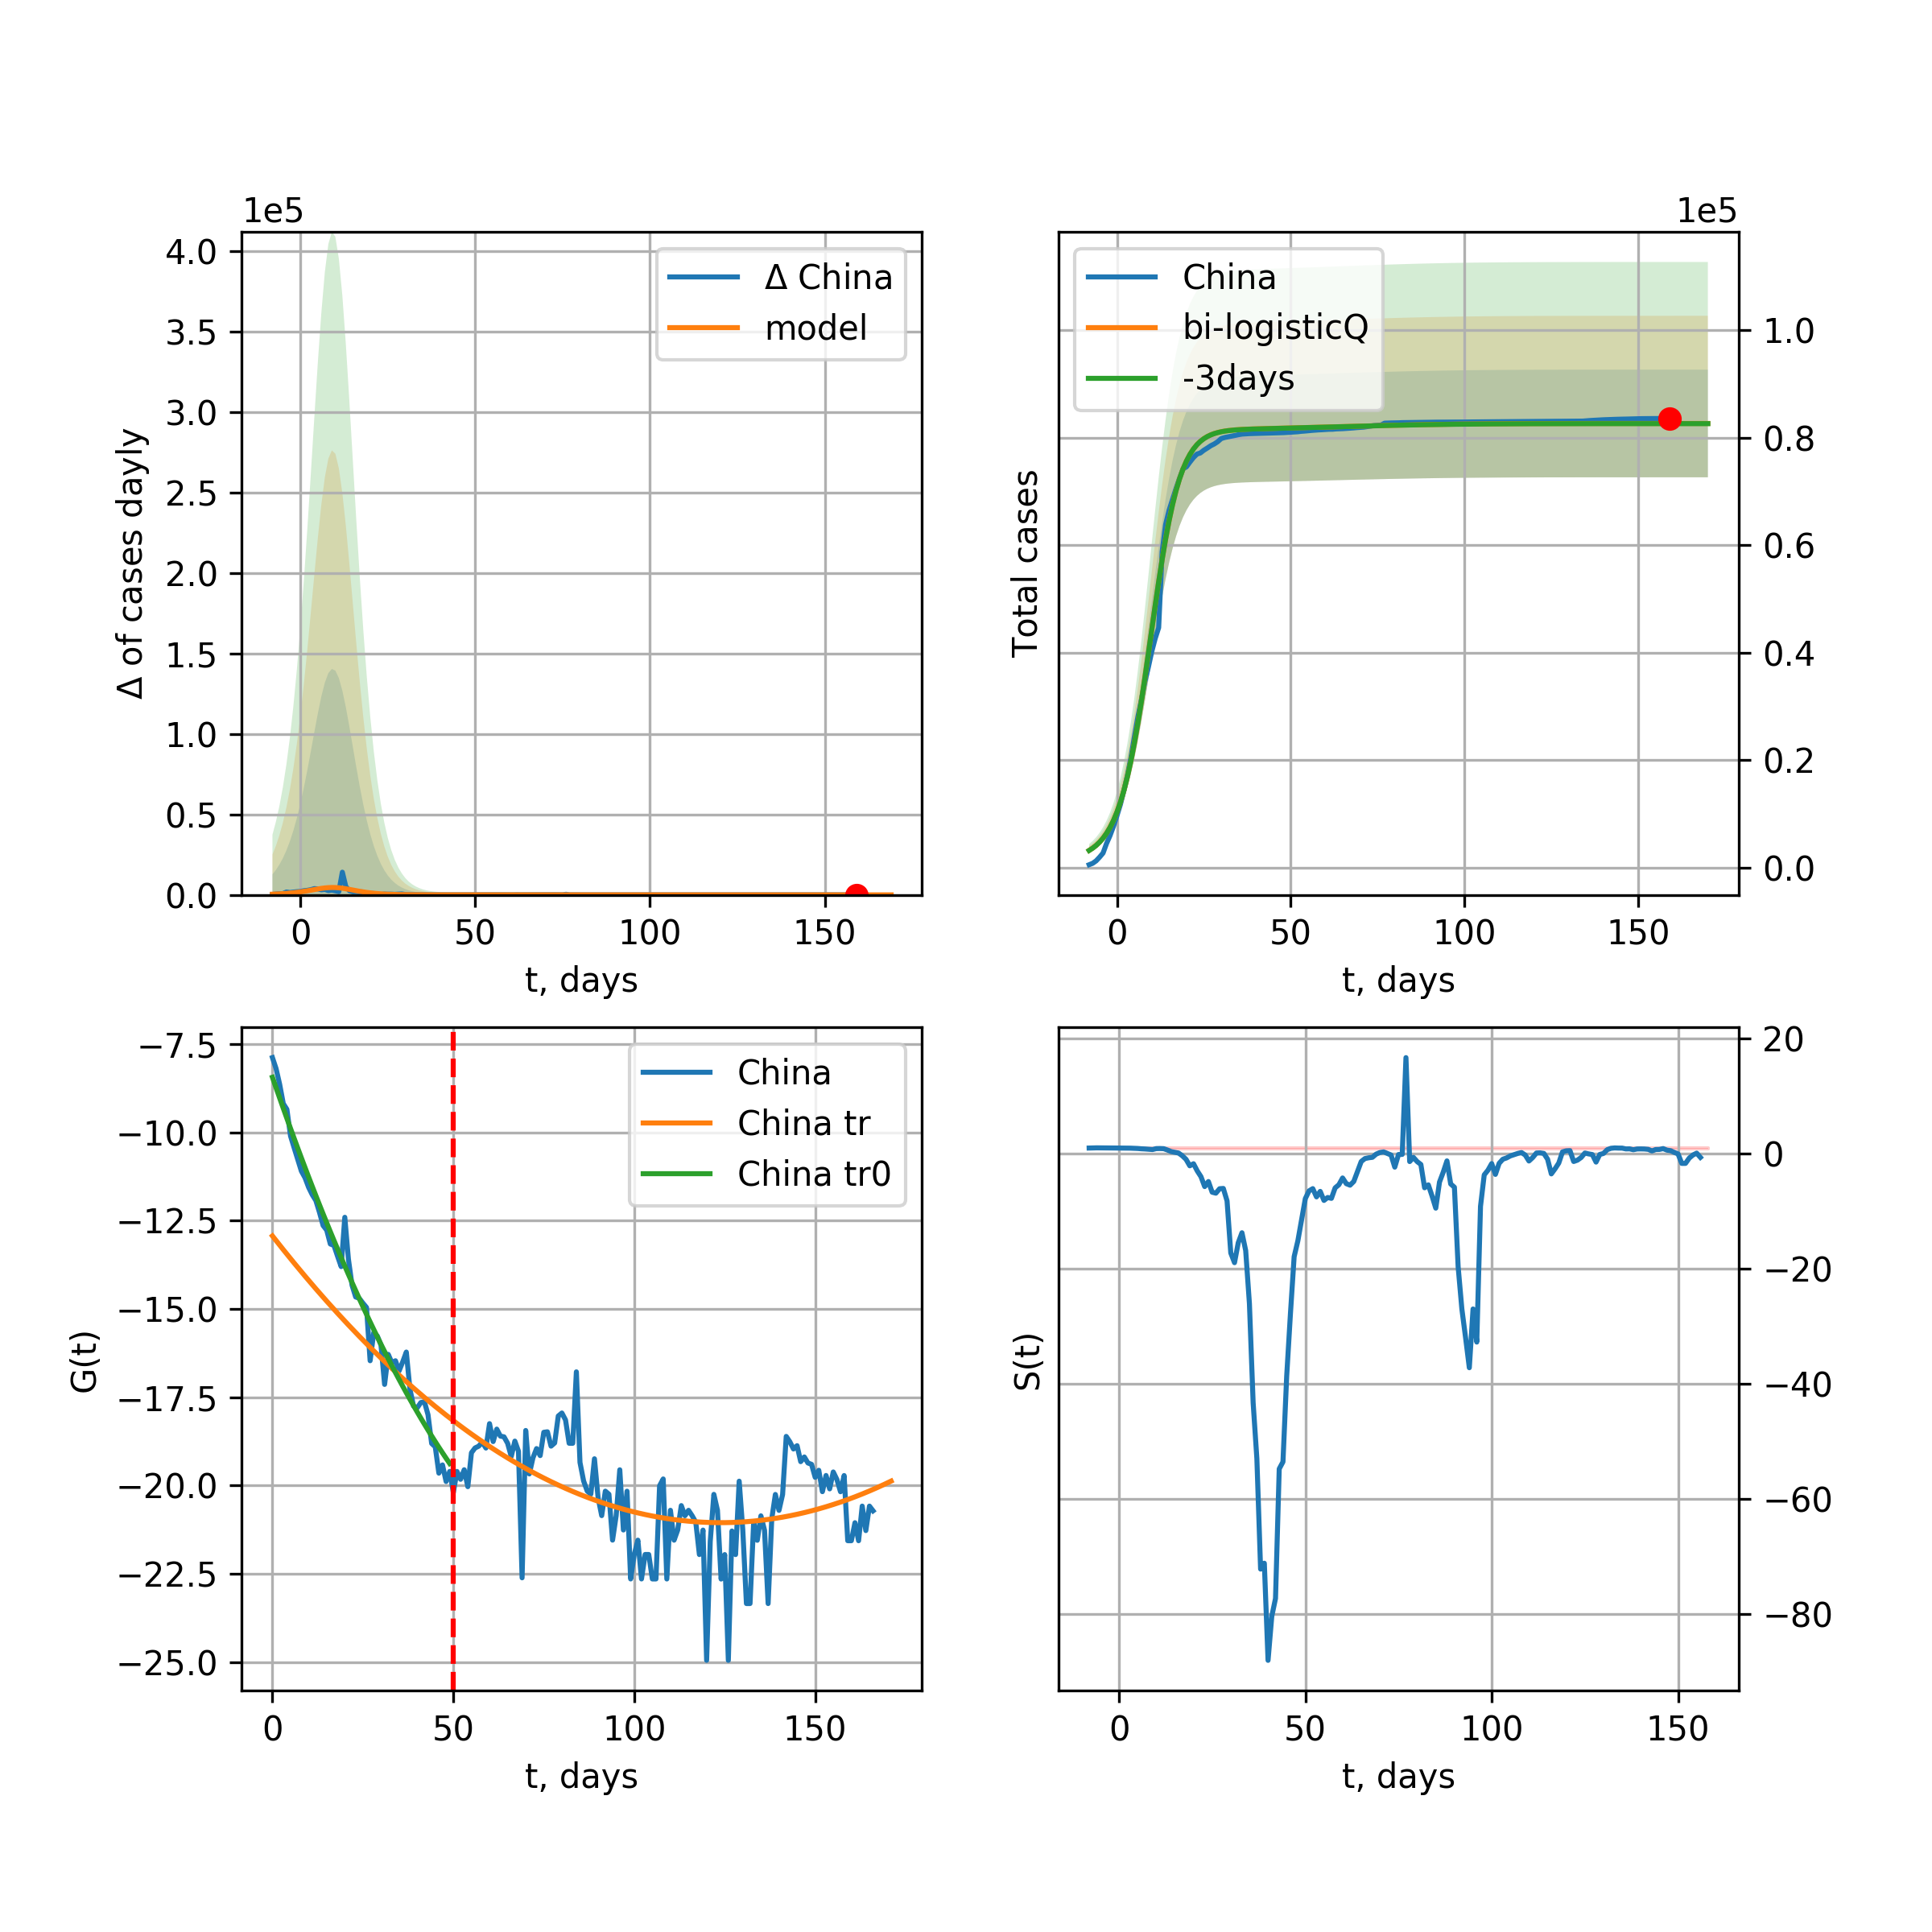 1e5
4.0
3.5
3.0
2.5
2.0
1.5
1.0
0.5
0.0
Δ of cases dayly
Δ China
model
0 50 100 150
t, days
1e5
1.0
0.8
0.6
0.4
0.2
0.0
Total cases
China
bi-logisticQ
-3days
0 50 100 150
t, days
−7.5
−10.0
−12.5
−15.0
−17.5
−20.0
−22.5
−25.0
G(t)
China
China tr
China tr0
0 50 100 150
t, days
20
0
−20
−40
−60
−80
S(t)
0 50 100 150
t, days